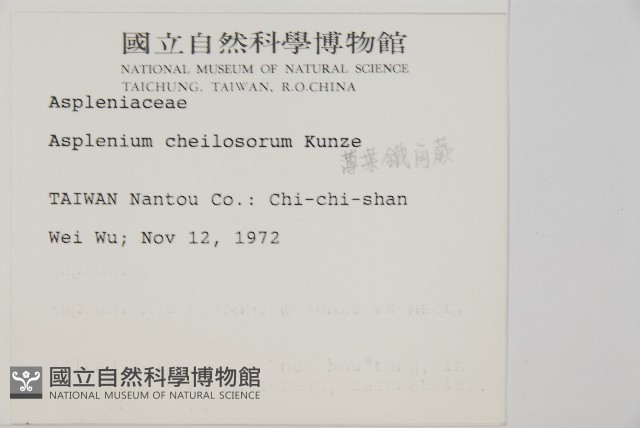 國立自然科學博物館
NATIONAL MUSEUM OF NATURAL SCIENCE
TAICHUNG, TAIWAN, R.O.CHINA
Aspleniaceae
Asplenium cheilosorum Kunze
薄葉鐵角蕨
TAIWAN Nantou Co.: Chi-chi-shan
Wei Wu; Nov 12, 1972
國立自然科學博物館
NATIONAL MUSEUM OF NATURAL SCIENCE